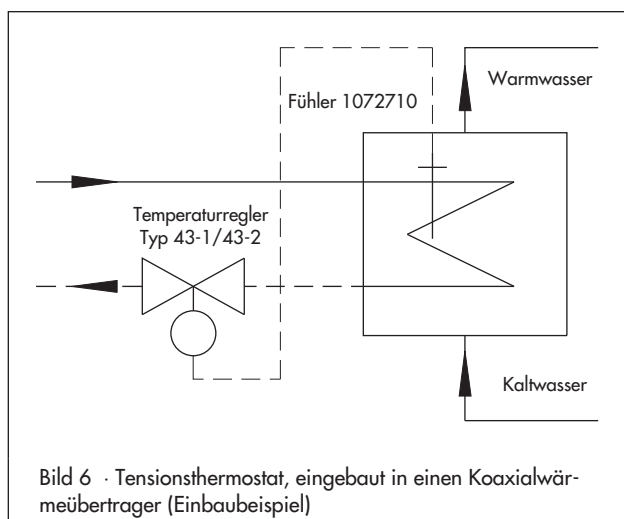 Warmwasser
Fühler 1072710
Temperaturregler
Typ 43-1/43-2
Kaltwasser
Bild 6 · Tensionsthermostat, eingebaut in einen Koaxialwär-
meübertrager (Einbaubeispiel)